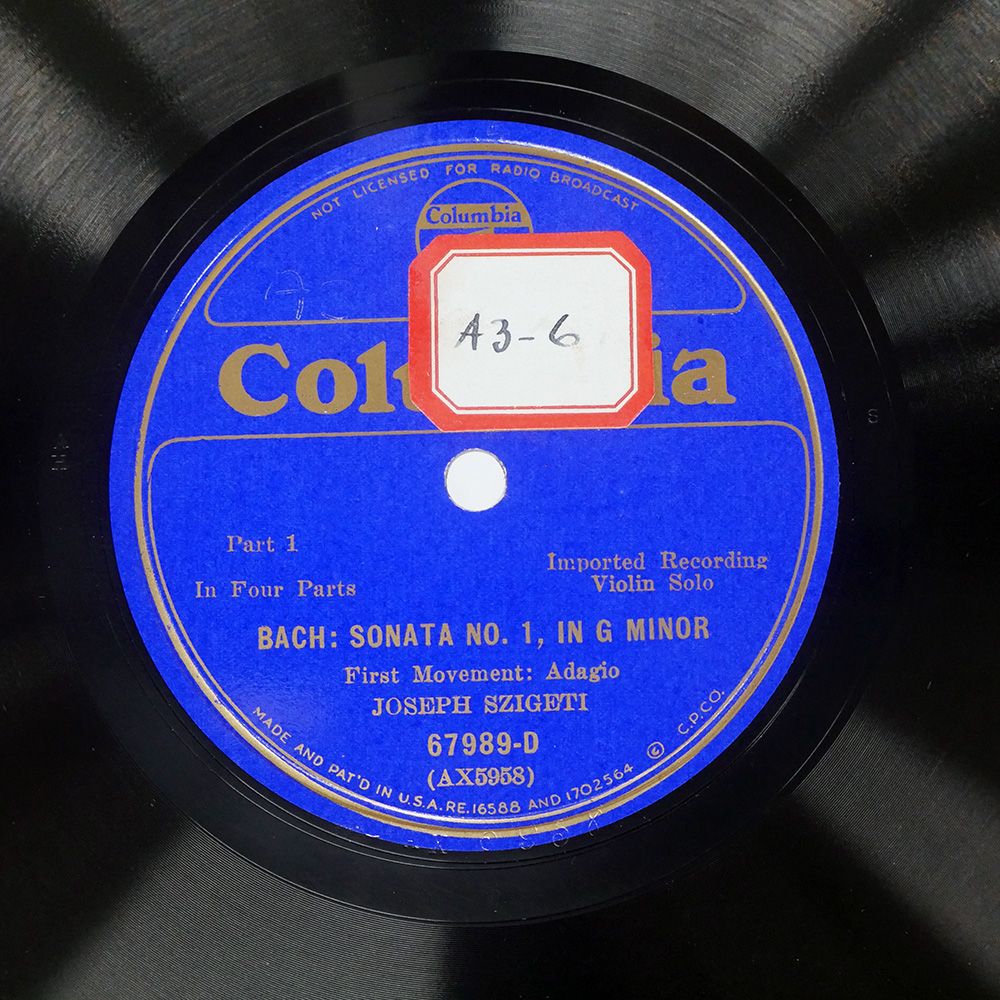 NOT LICENSED FOR RADIO BROADCAST
Columbia
A3-6
Part 1
In Four Parts
Imported Recording
Violin Solo
BACH: SONATA NO. 1, IN G MINOR
First Movement: Adagio
JOSEPH SZIGETI
67989-D
(AX5958)
MADE AND PAT'D IN U.S.A. RE. 16588 AND 1702564 © C.P.CO.